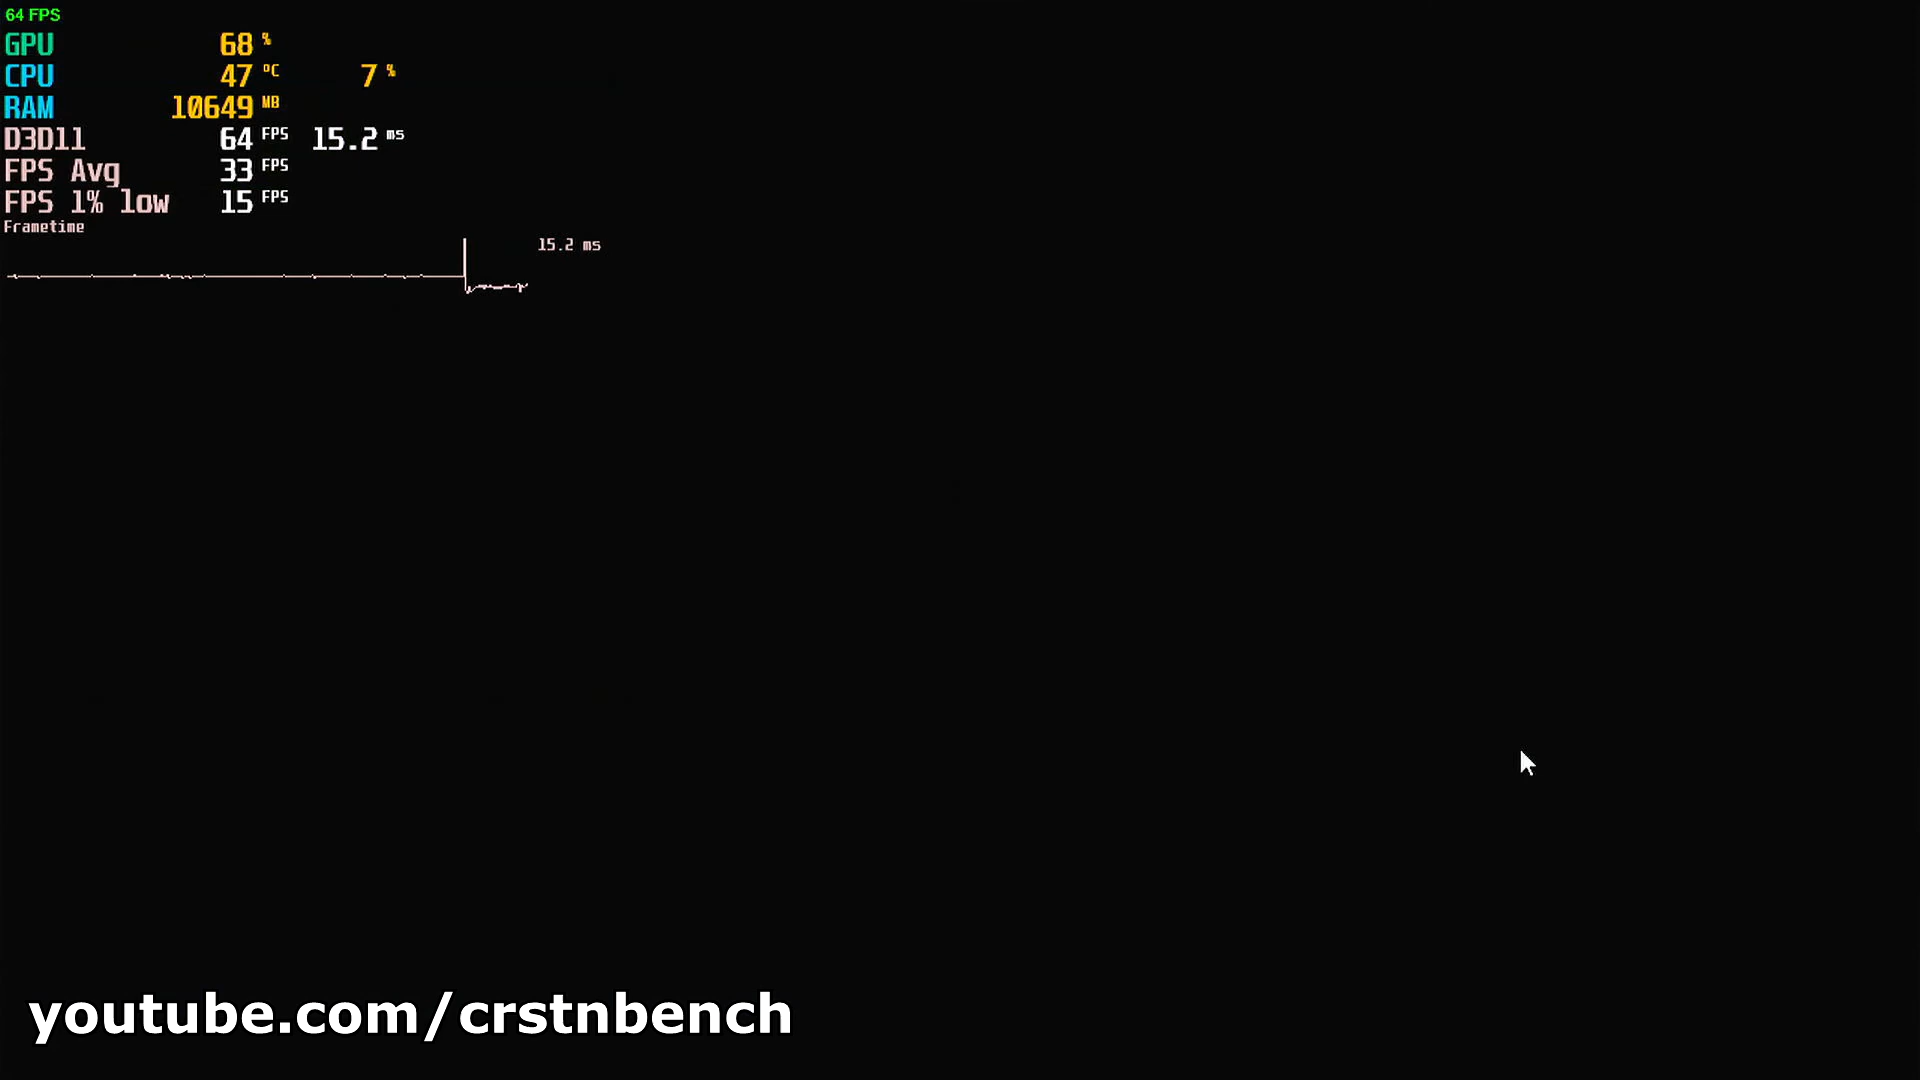 64 FPS
GPU 68 %
CPU 47 °C 7 %
RAM 10649 MB
D3D11 64 FPS 15.2 ms
FPS Avg 33 FPS
FPS 1% low 15 FPS
Frametime
15.2 ms
youtube.com/crstnbench